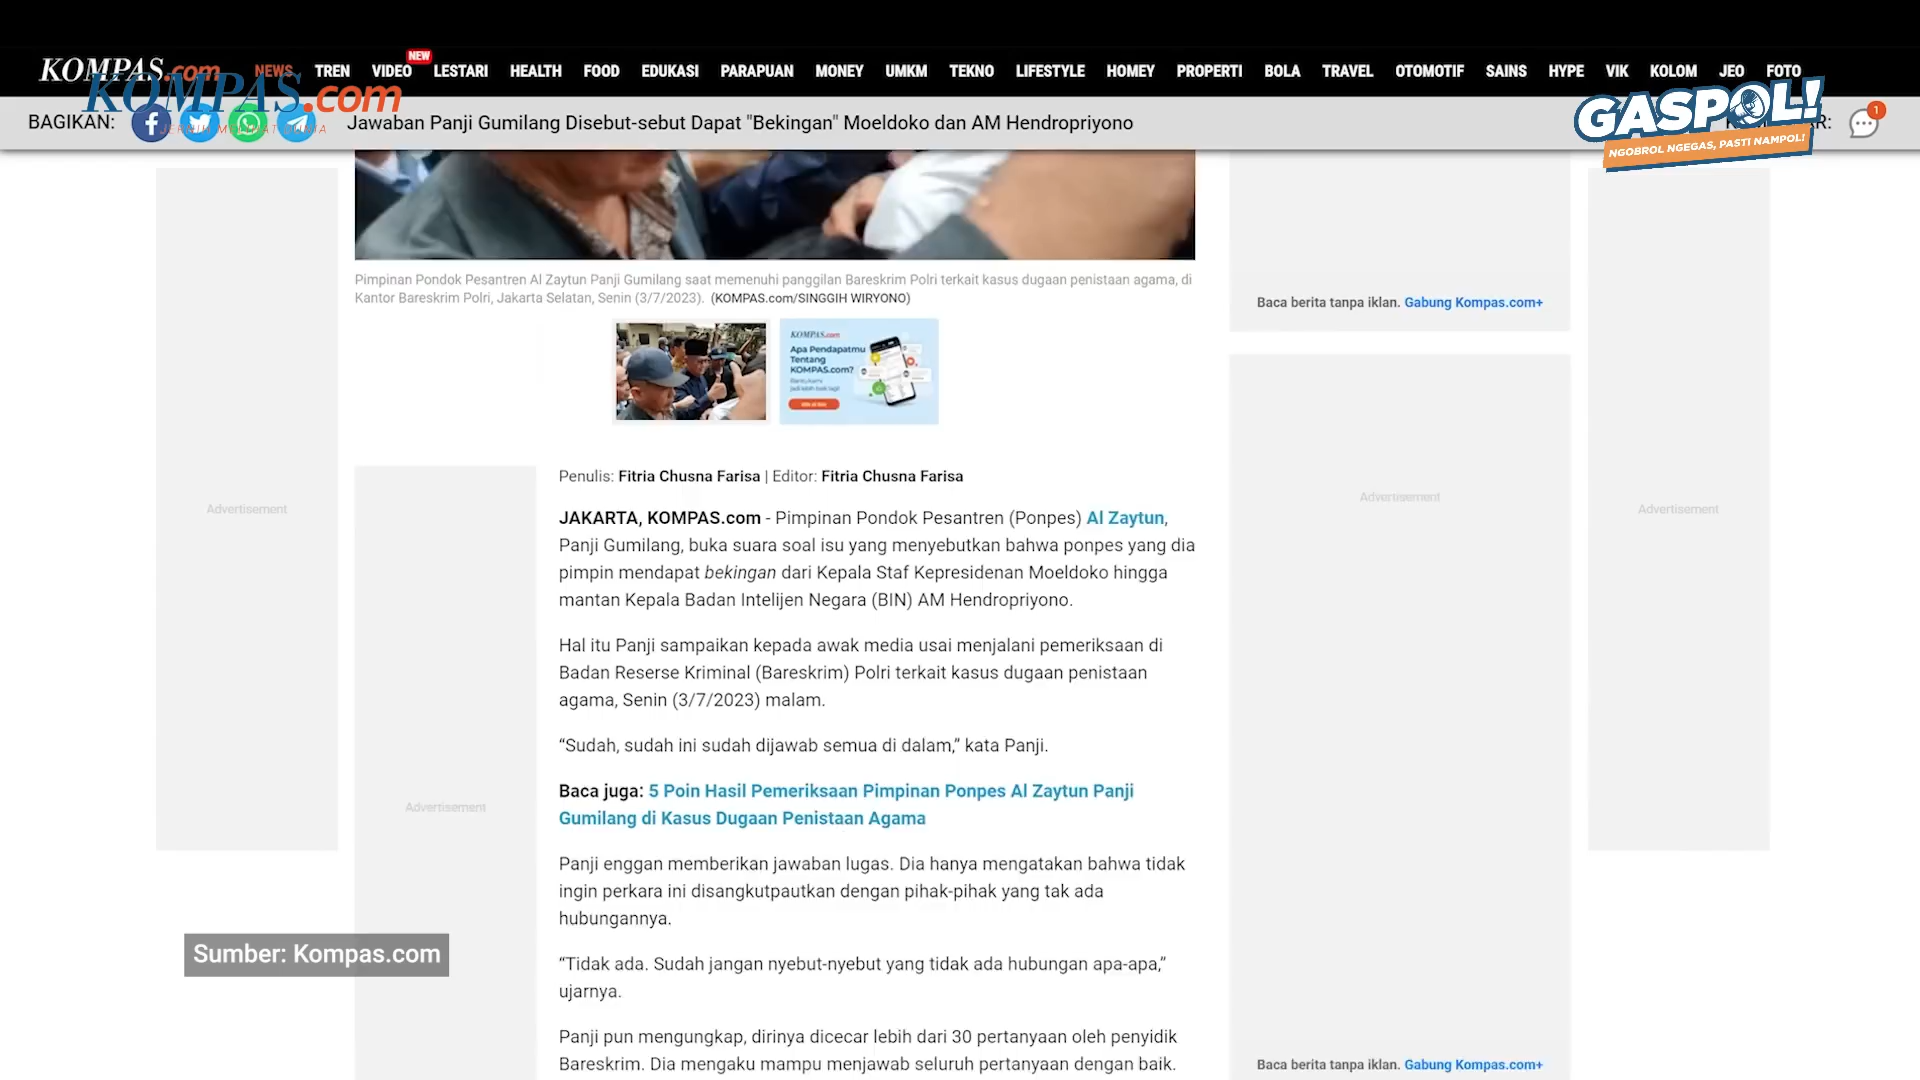 KOMPAS.com
NEWS TREN VIDEO NEW LESTARI HEALTH FOOD EDUKASI PARAPUAN MONEY UMKM TEKNO LIFESTYLE HOMEY PROPERTI BOLA TRAVEL OTOMOTIF SAINS HYPE VIK KOLOM JEO FOTO
KOMPAS.com
JERNIH MELIHAT DUNIA
BAGIKAN:
Jawaban Panji Gumilang Disebut-sebut Dapat "Bekingan" Moeldoko dan AM Hendropriyono
GASPOL!
NGOBROL NGEGAS, PASTI NAMPOL!
1
Pimpinan Pondok Pesantren Al Zaytun Panji Gumilang saat memenuhi panggilan Bareskrim Polri terkait kasus dugaan penistaan agama, di
Kantor Bareskrim Polri, Jakarta Selatan, Senin (3/7/2023). (KOMPAS.com/SINGGIH WIRYONO)
KOMPAS.com
Apa Pendapatmu
Tentang
KOMPAS.com?
Penulis: Fitria Chusna Farisa | Editor: Fitria Chusna Farisa
JAKARTA, KOMPAS.com - Pimpinan Pondok Pesantren (Ponpes) Al Zaytun,
Panji Gumilang, buka suara soal isu yang menyebutkan bahwa ponpes yang dia
pimpin mendapat bekingan dari Kepala Staf Kepresidenan Moeldoko hingga
mantan Kepala Badan Intelijen Negara (BIN) AM Hendropriyono.
Hal itu Panji sampaikan kepada awak media usai menjalani pemeriksaan di
Badan Reserse Kriminal (Bareskrim) Polri terkait kasus dugaan penistaan
agama, Senin (3/7/2023) malam.
“Sudah, sudah ini sudah dijawab semua di dalam,” kata Panji.
Baca juga: 5 Poin Hasil Pemeriksaan Pimpinan Ponpes Al Zaytun Panji
Gumilang di Kasus Dugaan Penistaan Agama
Panji enggan memberikan jawaban lugas. Dia hanya mengatakan bahwa tidak
ingin perkara ini disangkutpautkan dengan pihak-pihak yang tak ada
hubungannya.
“Tidak ada. Sudah jangan nyebut-nyebut yang tidak ada hubungan apa-apa,”
ujarnya.
Panji pun mengungkap, dirinya dicecar lebih dari 30 pertanyaan oleh penyidik
Bareskrim. Dia mengaku mampu menjawab seluruh pertanyaan dengan baik.
Advertisement
Advertisement
Sumber: Kompas.com
Baca berita tanpa iklan. Gabung Kompas.com+
Advertisement
Advertisement
Baca berita tanpa iklan. Gabung Kompas.com+